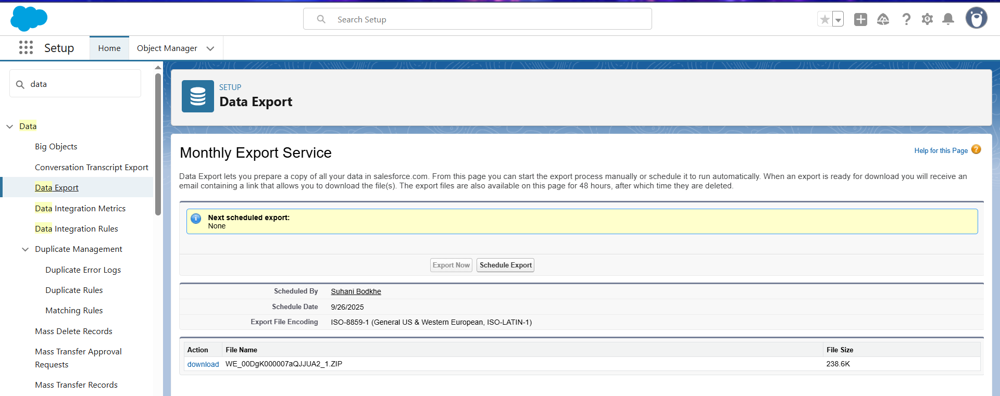 Search Setup
Setup
Home
Object Manager
data
Data
Big Objects
Conversation Transcript Export
Data Export
Data Integration Metrics
Data Integration Rules
Duplicate Management
Duplicate Error Logs
Duplicate Rules
Matching Rules
Mass Delete Records
Mass Transfer Approval
Requests
Mass Transfer Records
SETUP
Data Export
Monthly Export Service
Help for this Page ?
Data Export lets you prepare a copy of all your data in salesforce.com. From this page you can start the export process manually or schedule it to run automatically. When an export is ready for download you will receive an
email containing a link that allows you to download the file(s). The export files are also available on this page for 48 hours, after which time they are deleted.
Next scheduled export:
None
Export Now Schedule Export
Scheduled By Suhani Bodkhe
Schedule Date 9/26/2025
Export File Encoding ISO-8859-1 (General US & Western European, ISO-LATIN-1)
Action File Name File Size
download WE_00DgK000007aQJJUA2_1.ZIP 238.6K